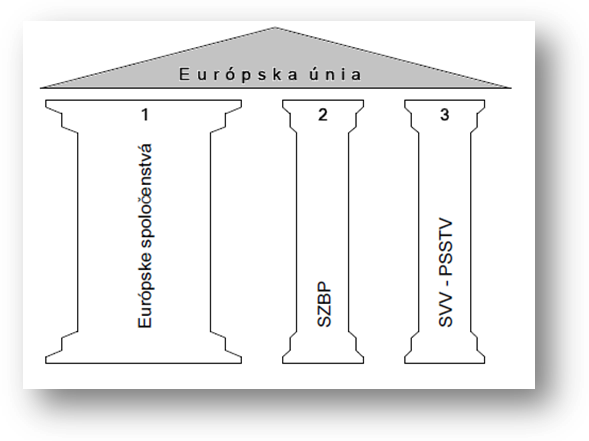 Európska únia
1
Európske spoločenstvá
2
SZBP
3
SVV - PSSTV